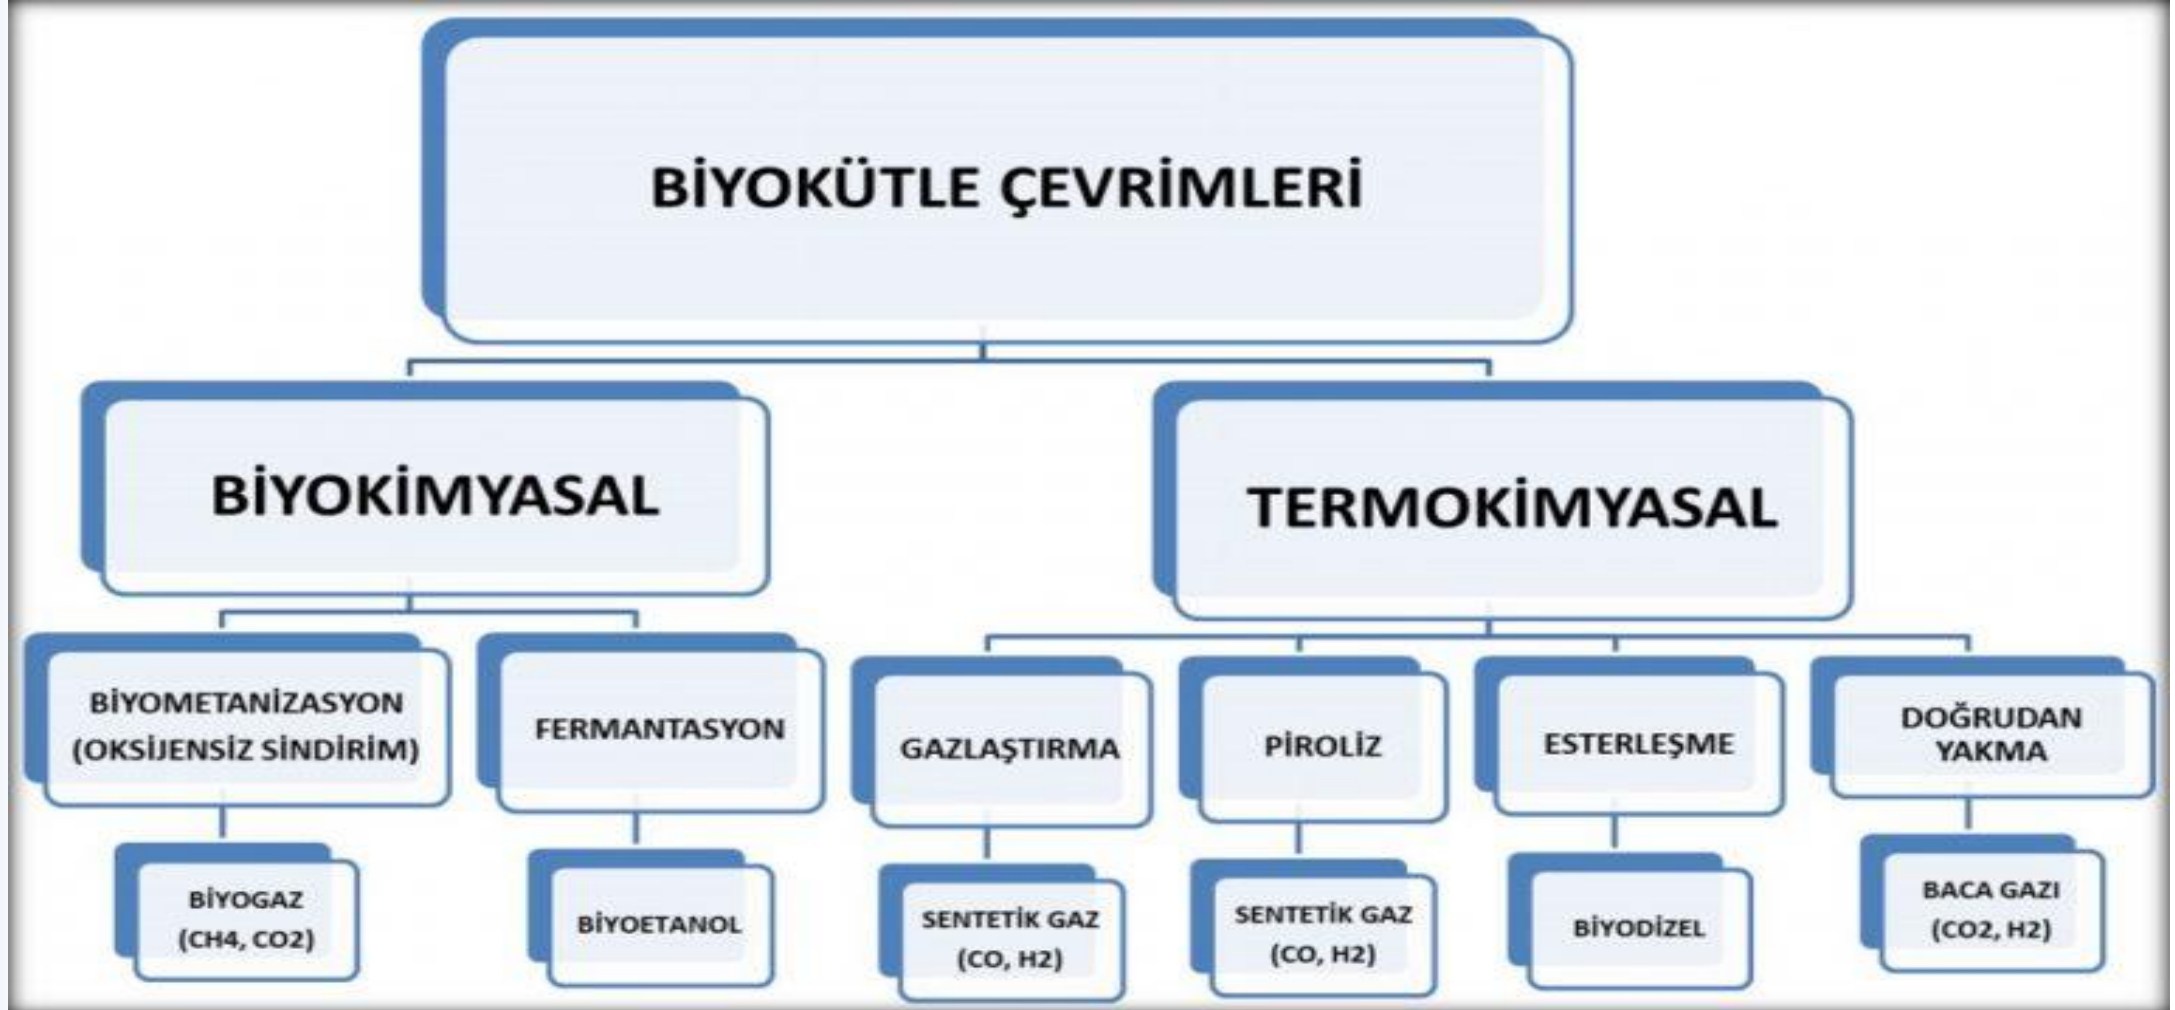 BİYOKÜTLE ÇEVRİMLERİ
BİYOKİMYASAL
TERMOKİMYASAL
BİYOMETANİZASYON
(OKSİJENSİZ SİNDİRİM)
FERMANTASYON
GAZLAŞTIRMA
PİROLİZ
ESTERLEŞME
DOĞRUDAN
YAKMA
BİYOGAZ
(CH4, CO2)
BİYOETANOL
SENTETİK GAZ
(CO, H2)
SENTETİK GAZ
(CO, H2)
BİYODİZEL
BACA GAZI
(CO2, H2)